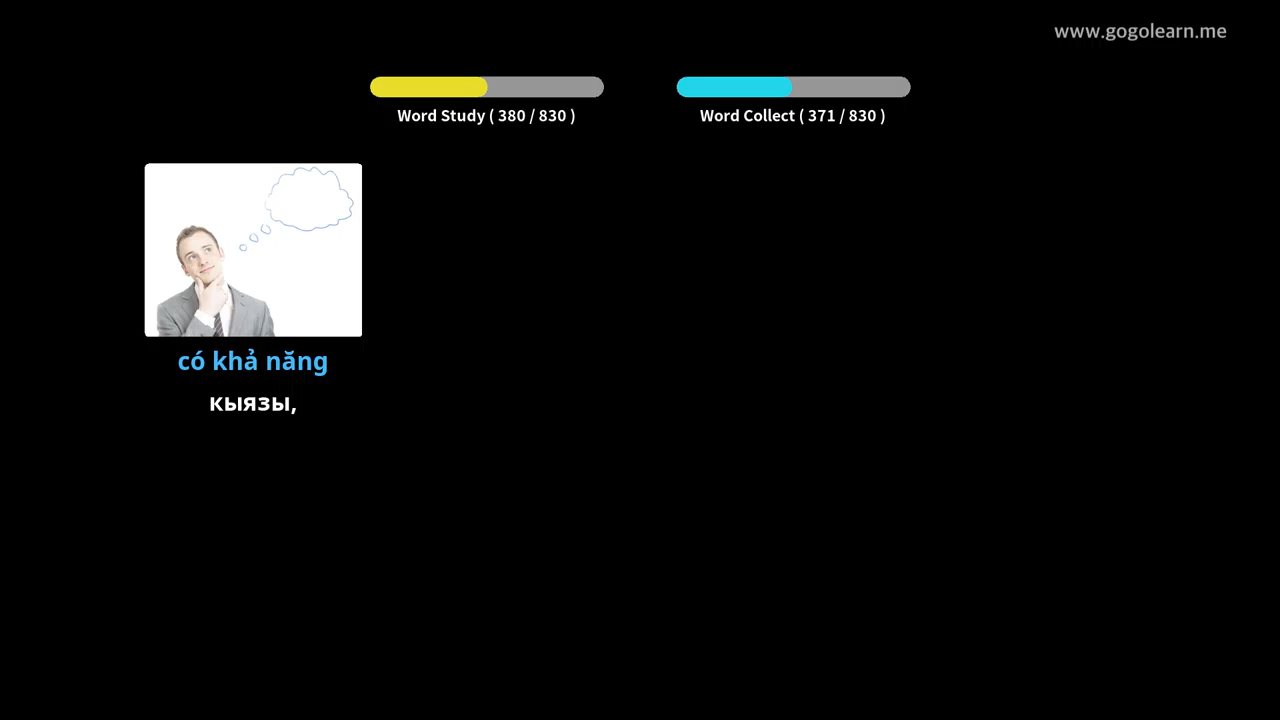 www.gogolearn.me
Word Study ( 380 / 830 )
Word Collect ( 371 / 830 )
có khả năng
кыязы,